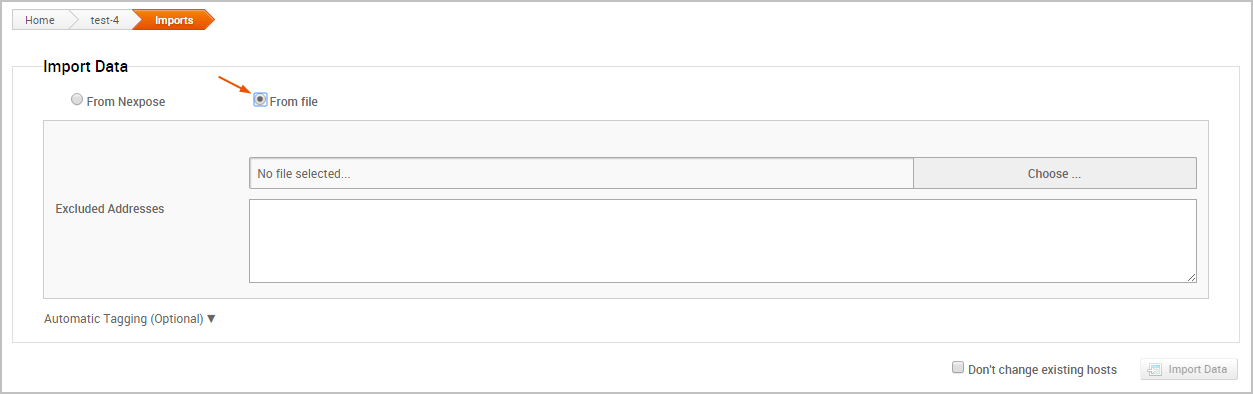 Home test-4 Imports
Import Data
From Nexpose From file
No file selected... Choose ...
Excluded Addresses
Automatic Tagging (Optional) ▼
Don't change existing hosts Import Data